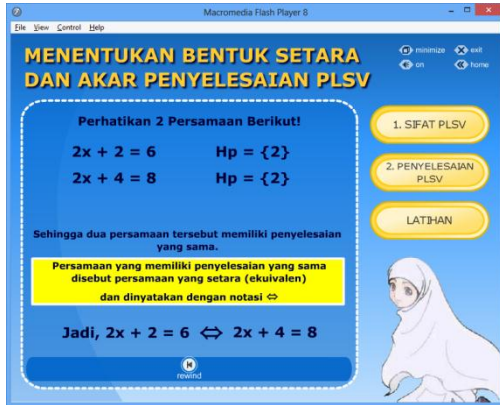 Macromedia Flash Player 8
File View Control Help
MENENTUKAN BENTUK SETARA
DAN AKAR PENYELESAIAN PLSV
minimize exit
on home
Perhatikan 2 Persamaan Berikut!
2x + 2 = 6 Hp = {2}
2x + 4 = 8 Hp = {2}
Sehingga dua persamaan tersebut memiliki penyelesaian
yang sama.
Persamaan yang memiliki penyelesaian yang sama
disebut persamaan yang setara (ekuivalen)
dan dinyatakan dengan notasi ⇔
Jadi, 2x + 2 = 6 ⇔ 2x + 4 = 8
rewind
1. SIFAT PLSV
2. PENYELESAIAN
PLSV
LATIHAN